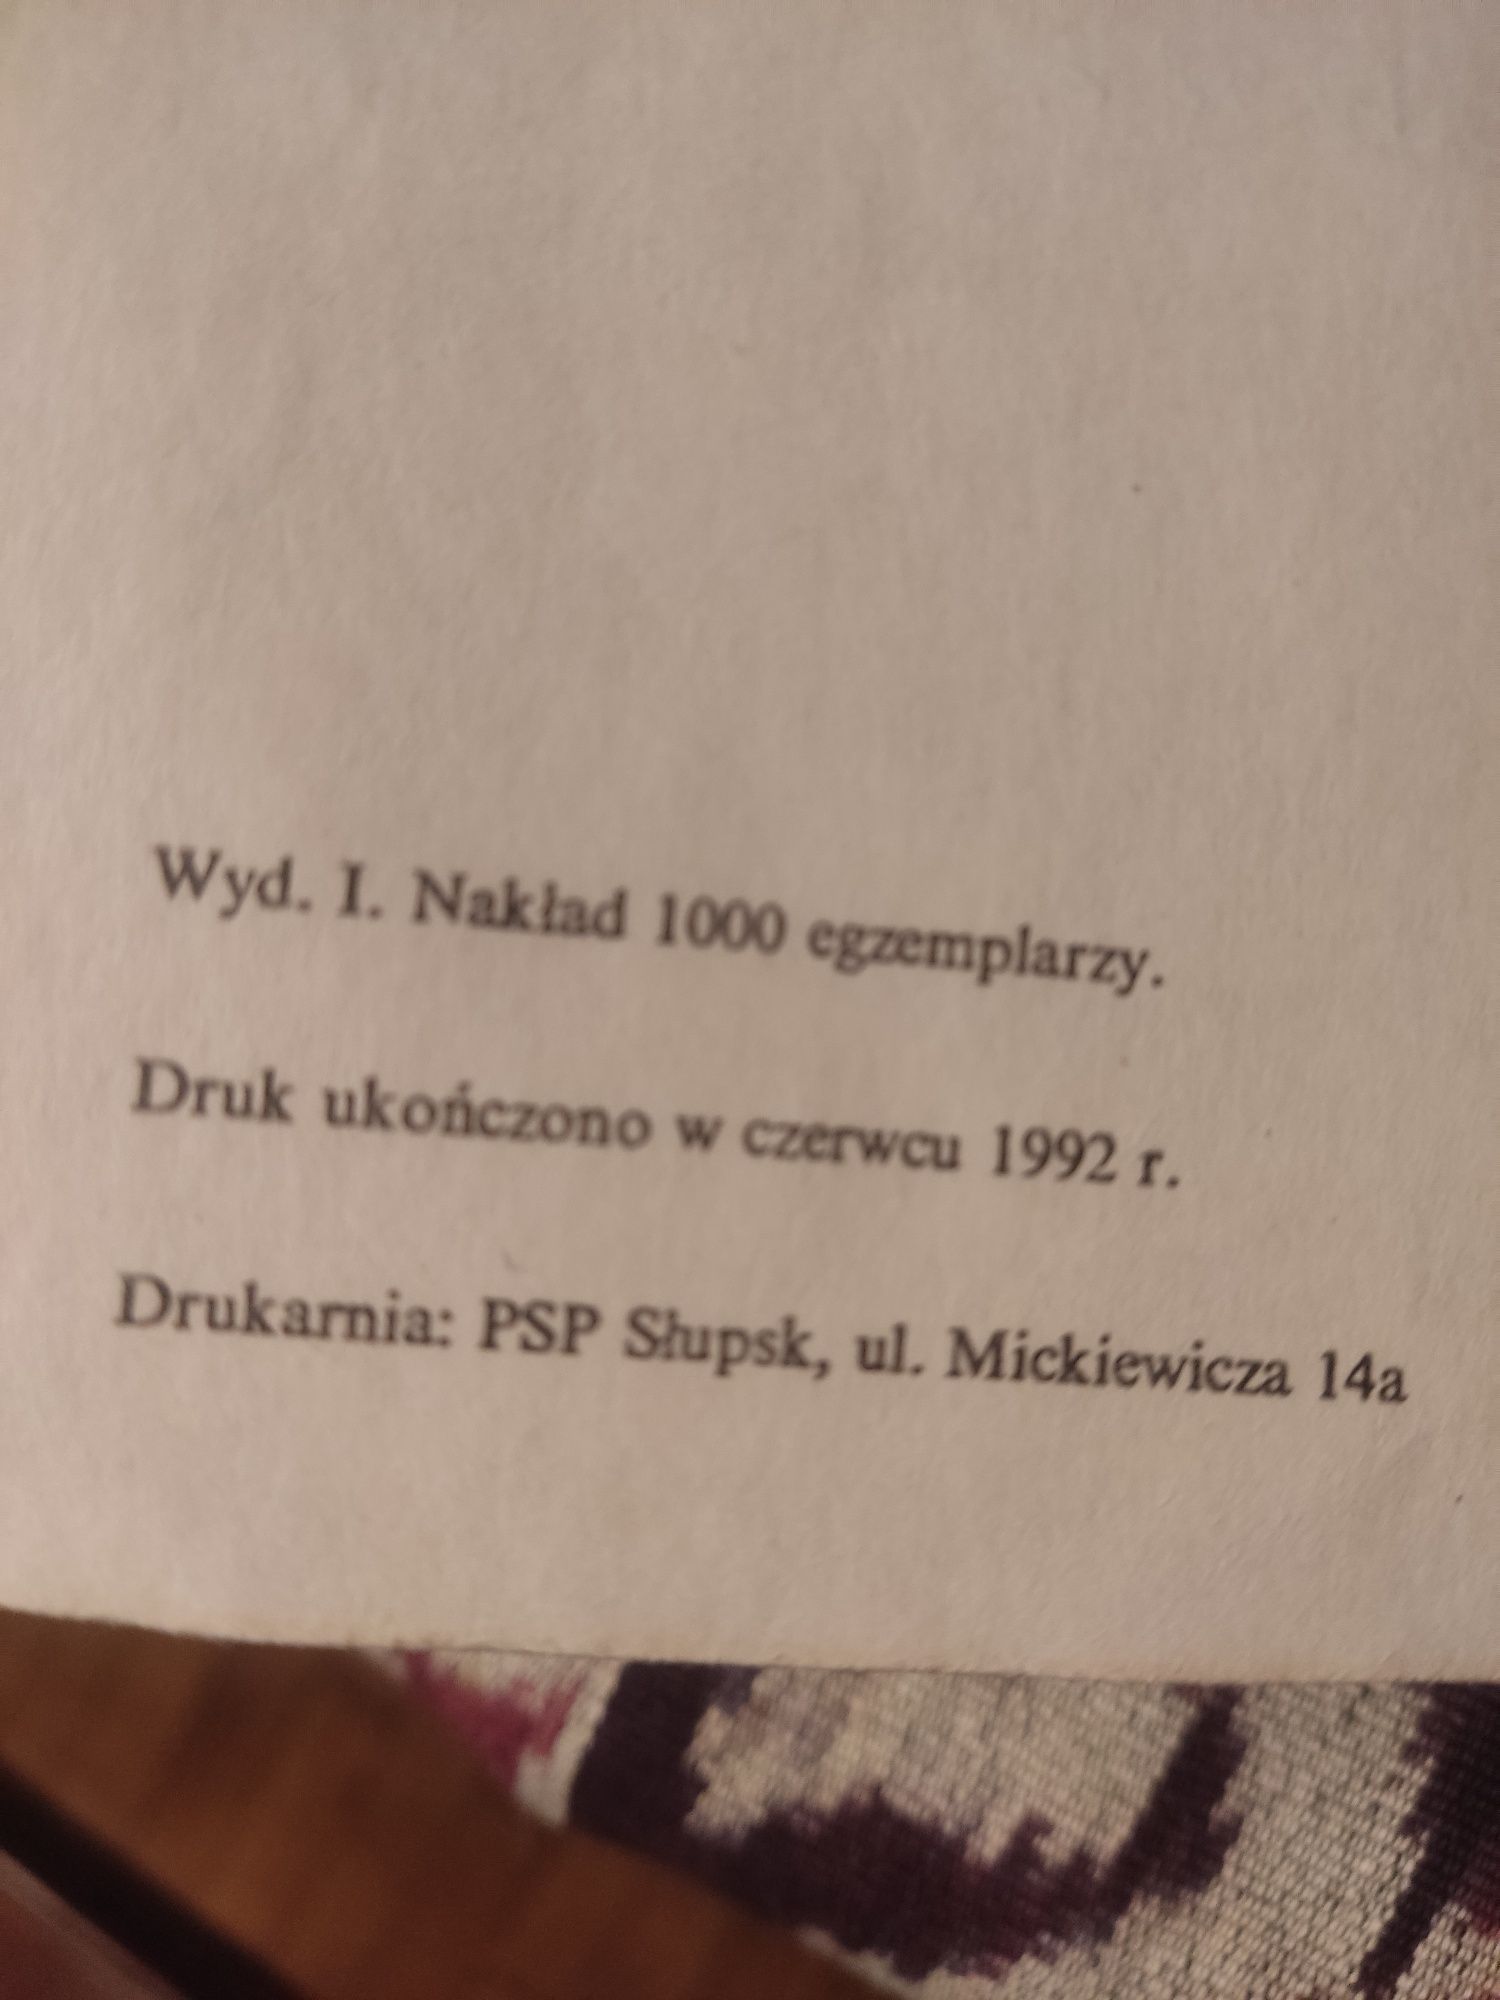 Wyd. I. Nakład 1000 egzemplarzy.
Druk ukończono w czerwcu 1992 r.
Drukarnia: PSP Słupsk, ul. Mickiewicza 14a